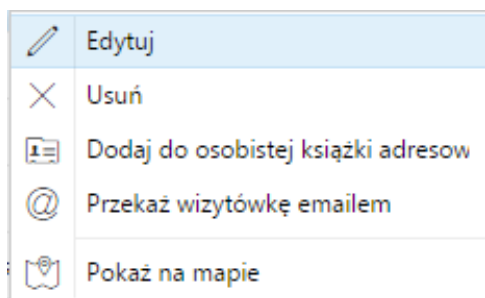 Edytuj
Usuń
Dodaj do osobistej książki adresow
Przekaż wizytówkę emailem
Pokaż na mapie